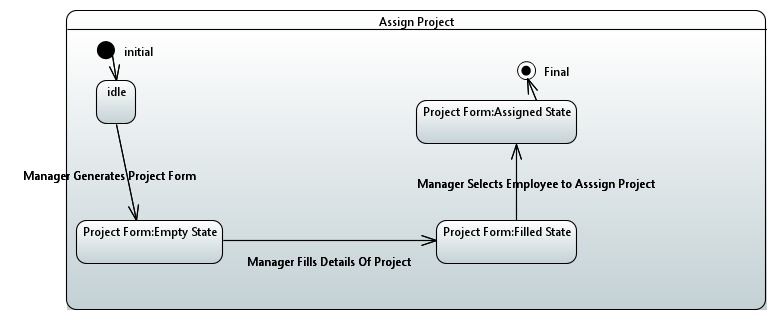 Assign Project
initial
Final
idle
Project Form:Assigned State
Manager Generates Project Form
Manager Selects Employee to Asssign Project
Project Form:Empty State
Project Form:Filled State
Manager Fills Details Of Project